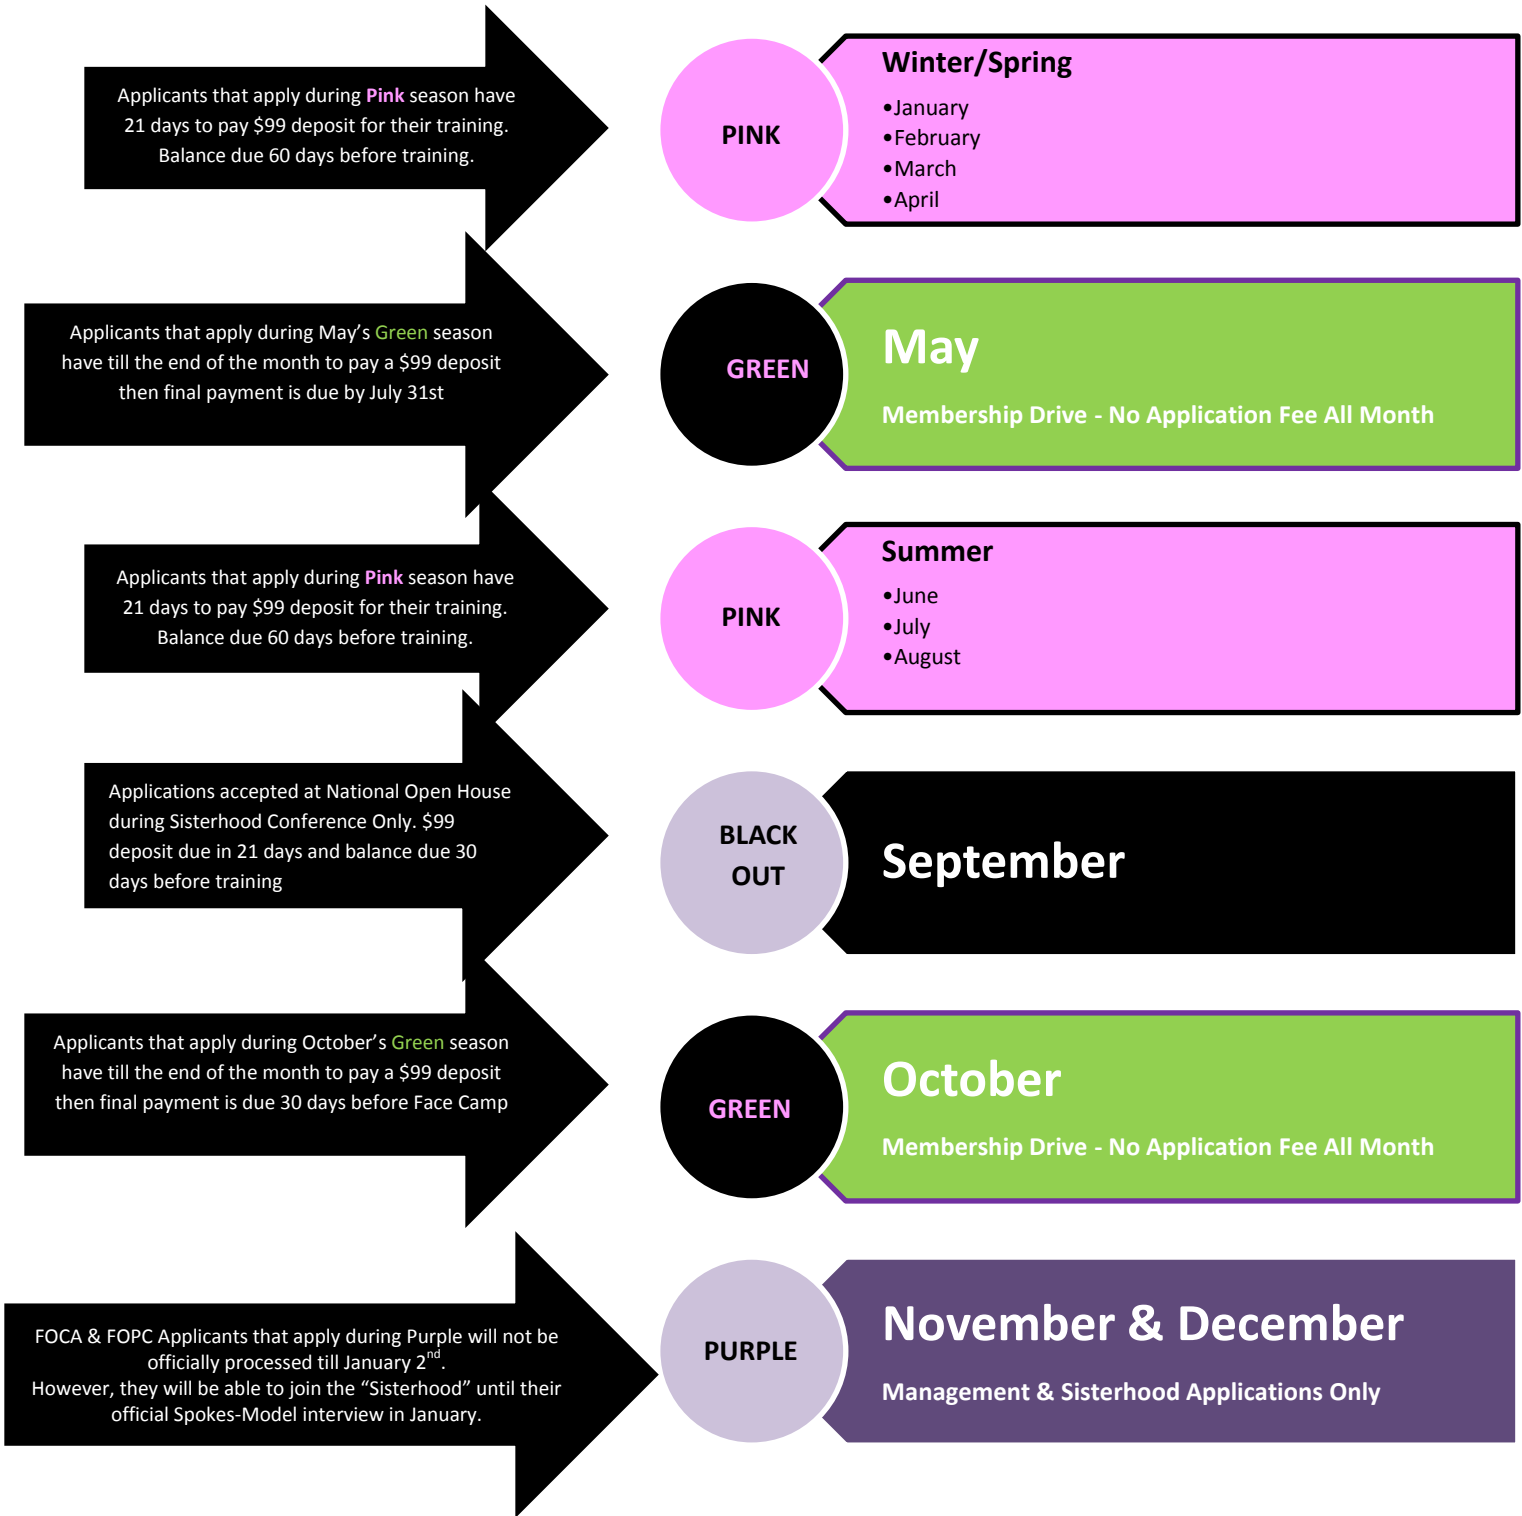 Applicants that apply during Pink season have
21 days to pay $99 deposit for their training.
Balance due 60 days before training.
PINK
Winter/Spring
•January
•February
•March
•April
Applicants that apply during May’s Green season
have till the end of the month to pay a $99 deposit
then final payment is due by July 31st
GREEN
May
Membership Drive - No Application Fee All Month
Applicants that apply during Pink season have
21 days to pay $99 deposit for their training.
Balance due 60 days before training.
PINK
Summer
•June
•July
•August
Applications accepted at National Open House
during Sisterhood Conference Only. $99
deposit due in 21 days and balance due 30
days before training
BLACK
OUT
September
Applicants that apply during October’s Green season
have till the end of the month to pay a $99 deposit
then final payment is due 30 days before Face Camp
GREEN
October
Membership Drive - No Application Fee All Month
FOCA & FOPC Applicants that apply during Purple will not be
officially processed till January 2nd.
However, they will be able to join the “Sisterhood” until their
official Spokes-Model interview in January.
PURPLE
November & December
Management & Sisterhood Applications Only